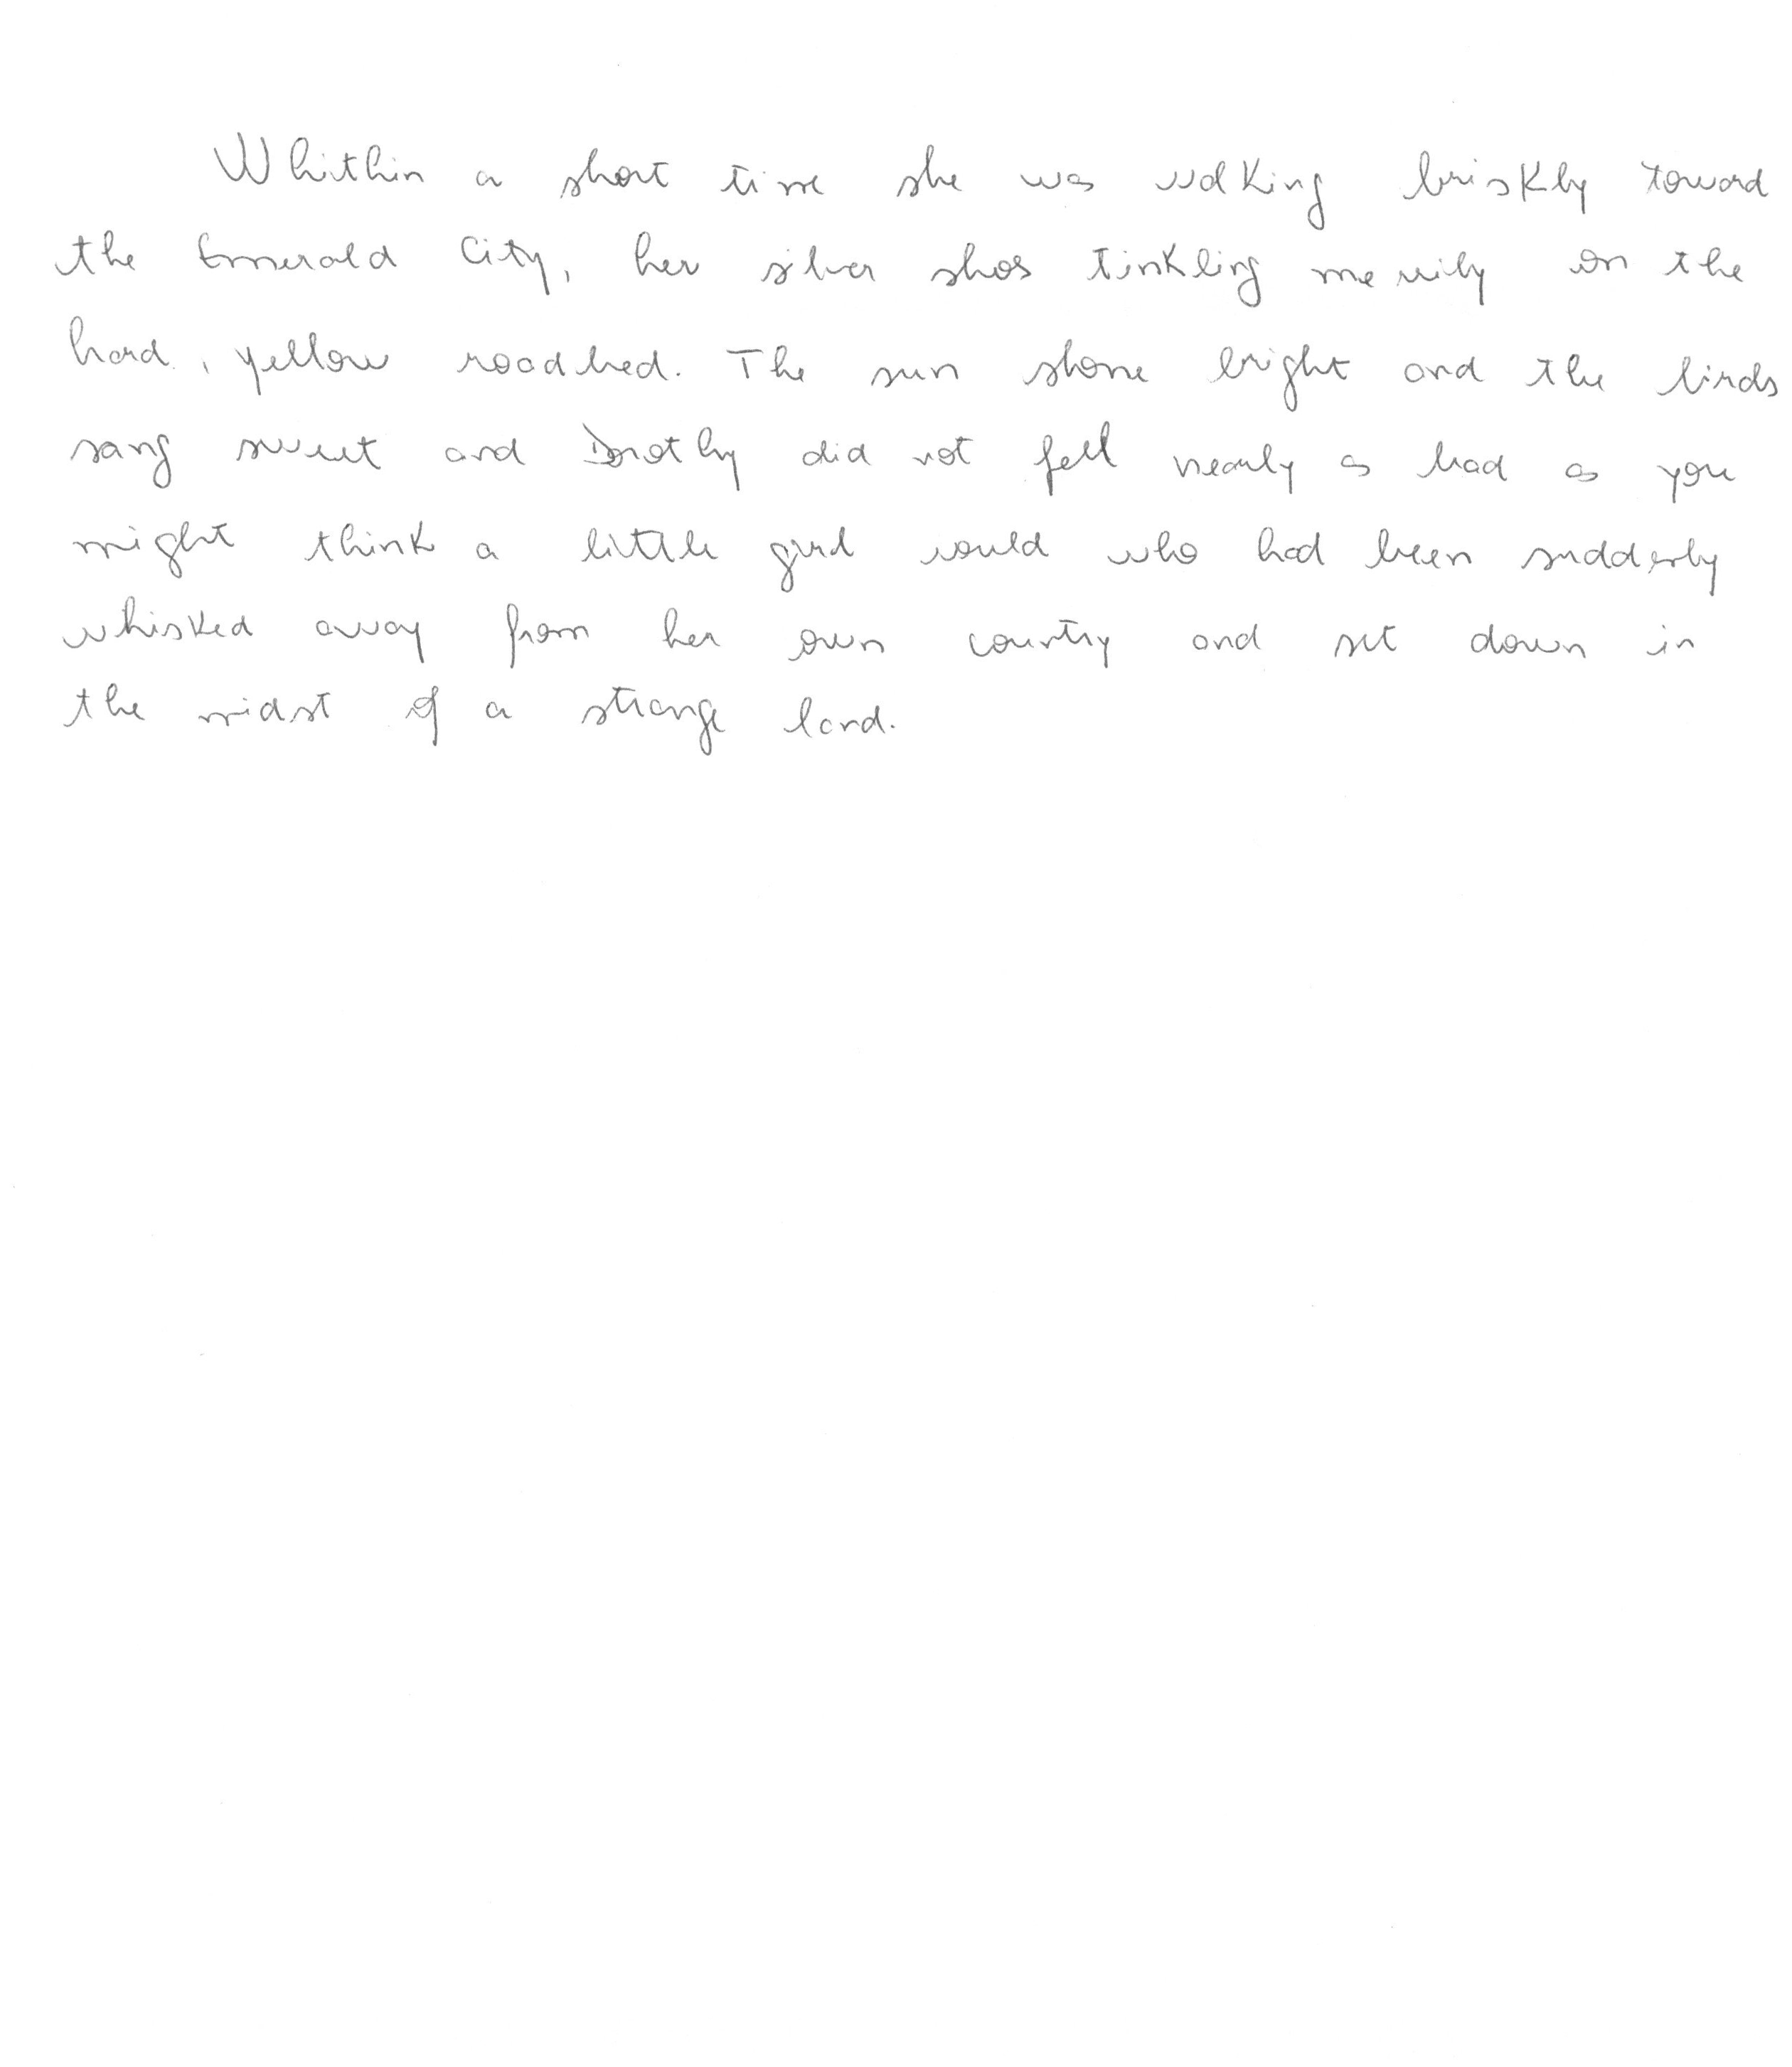 Whithin a short time she was walking briskly toward
the Emerald City, her silver shoes tinkling merrily on the
hard, yellow roadbed. The sun shone bright and the birds
sang sweet and Dorothy did not fell nearly as bad as you
might think a little girl would who had been suddenly
whisked away from her own country and set down in
the midst of a strange land.